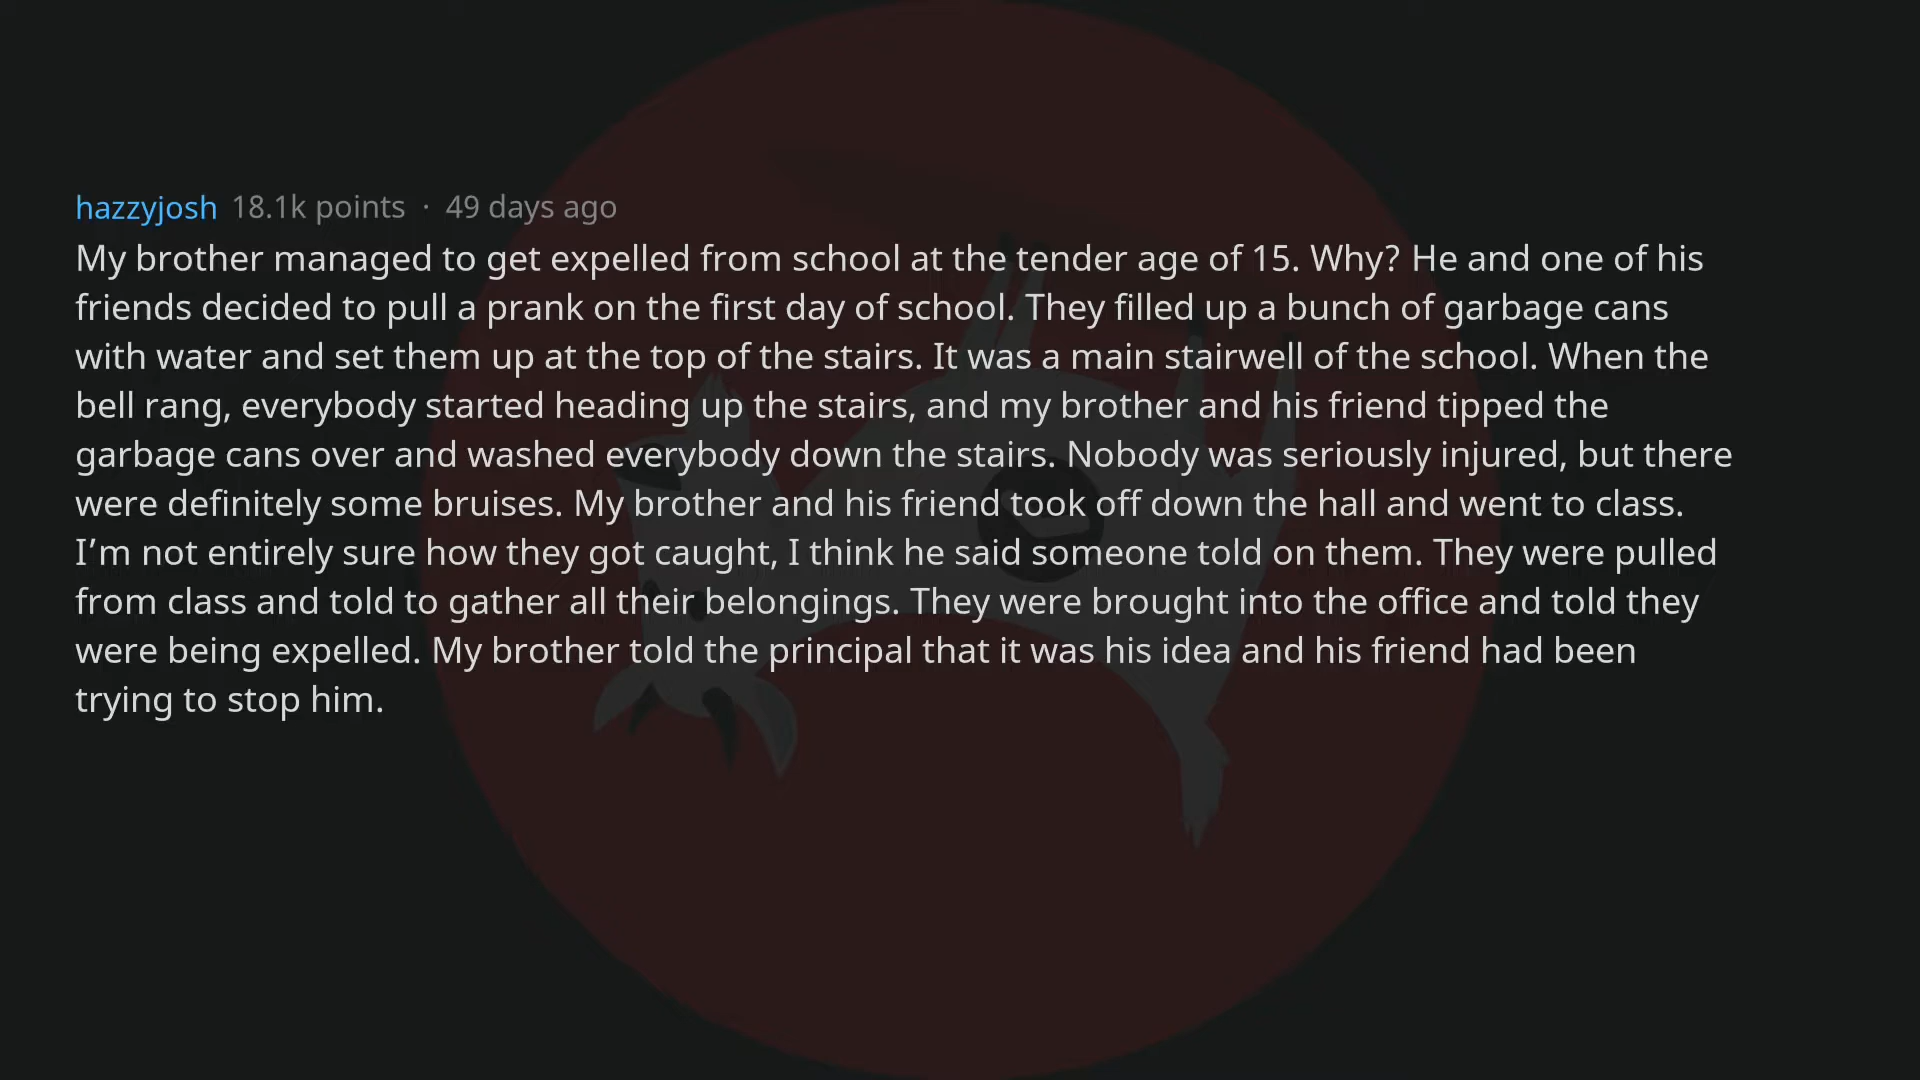 hazzyjosh 18.1k points · 49 days ago
My brother managed to get expelled from school at the tender age of 15. Why? He and one of his
friends decided to pull a prank on the first day of school. They filled up a bunch of garbage cans
with water and set them up at the top of the stairs. It was a main stairwell of the school. When the
bell rang, everybody started heading up the stairs, and my brother and his friend tipped the
garbage cans over and washed everybody down the stairs. Nobody was seriously injured, but there
were definitely some bruises. My brother and his friend took off down the hall and went to class.
I’m not entirely sure how they got caught, I think he said someone told on them. They were pulled
from class and told to gather all their belongings. They were brought into the office and told they
were being expelled. My brother told the principal that it was his idea and his friend had been
trying to stop him.